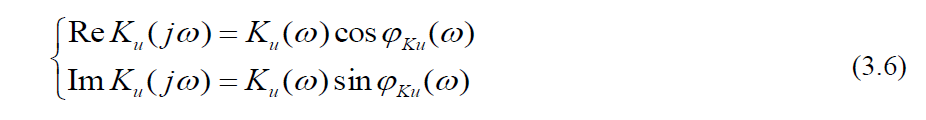 Re K_u(jω) = K_u(ω) cos φ_Ku(ω)
Im K_u(jω) = K_u(ω) sin φ_Ku(ω)
(3.6)